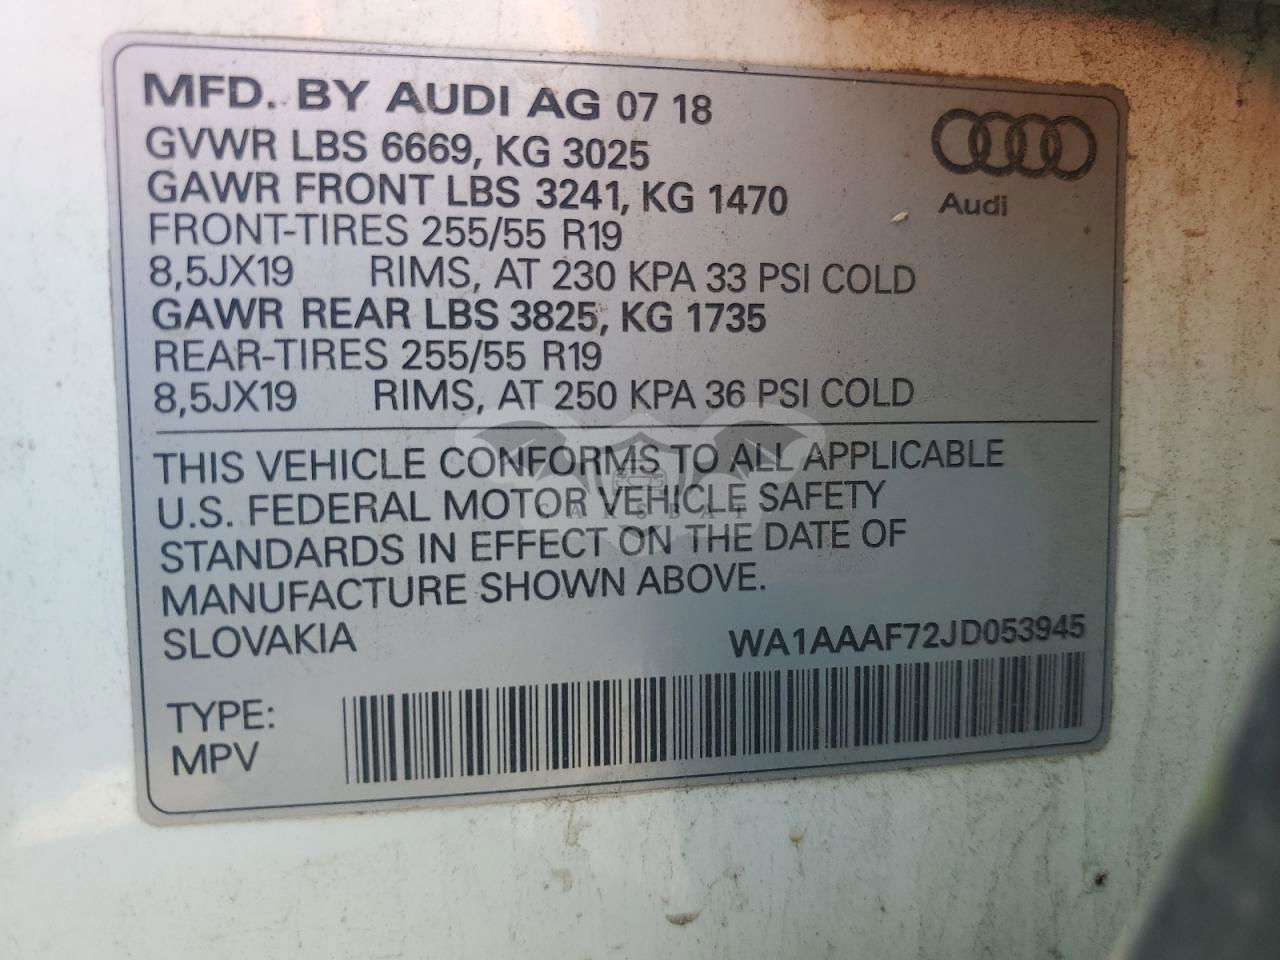 MFD. BY AUDI AG 07 18
GVWR LBS 6669, KG 3025
GAWR FRONT LBS 3241, KG 1470
FRONT-TIRES 255/55 R19
8,5JX19 RIMS, AT 230 KPA 33 PSI COLD
GAWR REAR LBS 3825, KG 1735
REAR-TIRES 255/55 R19
8,5JX19 RIMS, AT 250 KPA 36 PSI COLD
Audi
THIS VEHICLE CONFORMS TO ALL APPLICABLE
U.S. FEDERAL MOTOR VEHICLE SAFETY
STANDARDS IN EFFECT ON THE DATE OF
MANUFACTURE SHOWN ABOVE.
SLOVAKIA WA1AAAF72JD053945
TYPE:
MPV